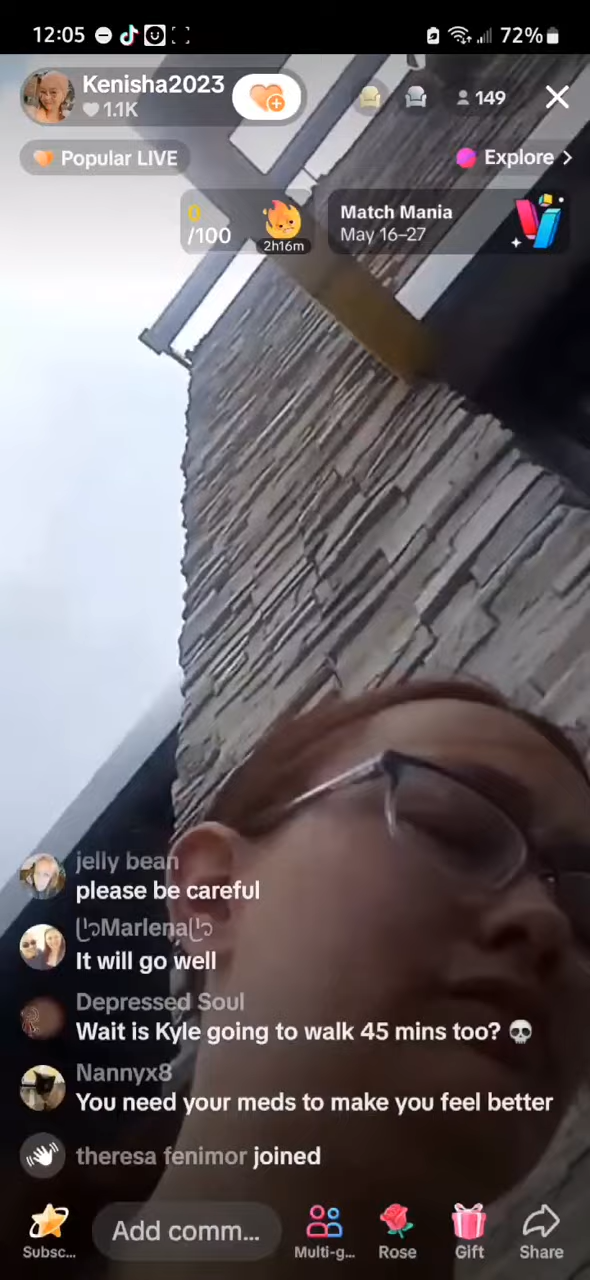 12:05
72%
Kenisha2023
1.1K
149
Popular LIVE
Explore >
0
/100
2h16m
Match Mania
May 16–27
jelly bean
please be careful
Marlena
It will go well
Depressed Soul
Wait is Kyle going to walk 45 mins too? 💀
Nannyx8
You need your meds to make you feel better
theresa fenimor joined
Add comm...
Subsc...
Multi-g...
Rose
Gift
Share